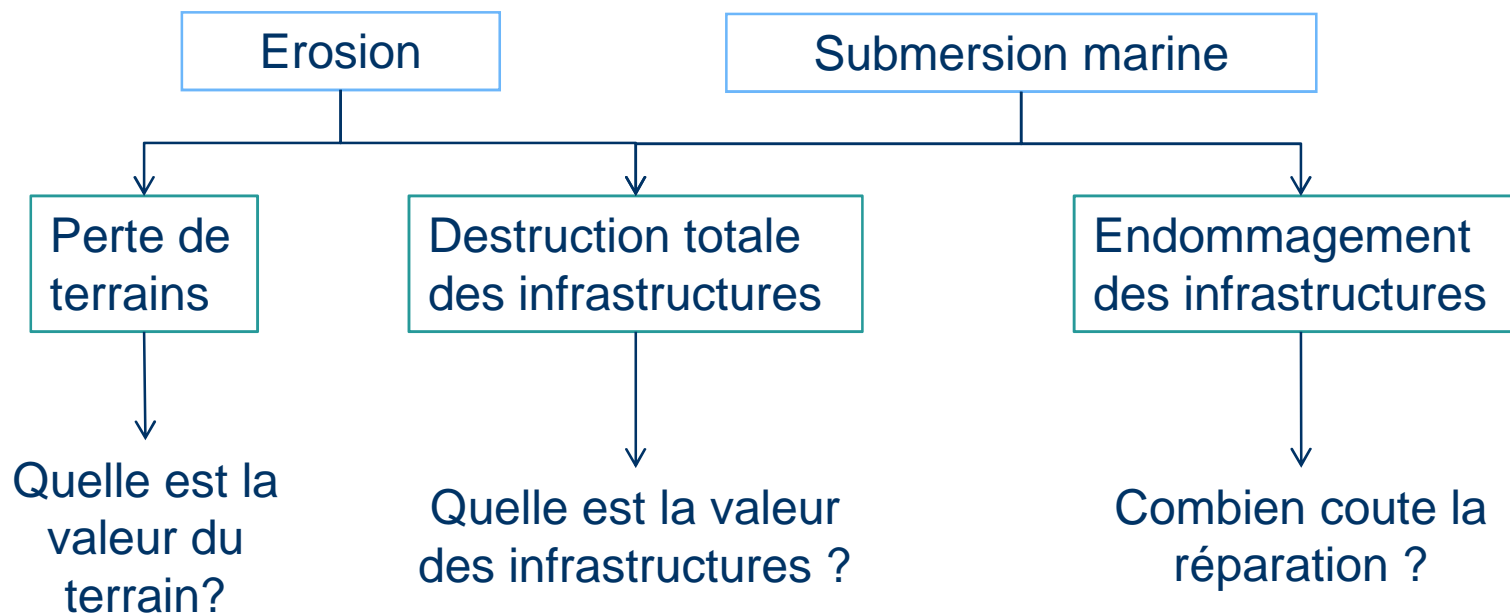 Erosion
Submersion marine
Perte de
terrains
Destruction totale
des infrastructures
Endommagement
des infrastructures
Quelle est la
valeur du
terrain?
Quelle est la valeur
des infrastructures ?
Combien coute la
réparation ?